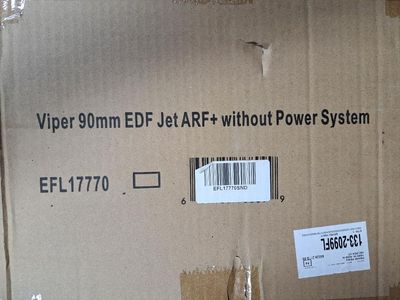 Viper 90mm EDF Jet ARF+ without Power System
EFL17770
EFL17770SND
6 9
133-2099FL